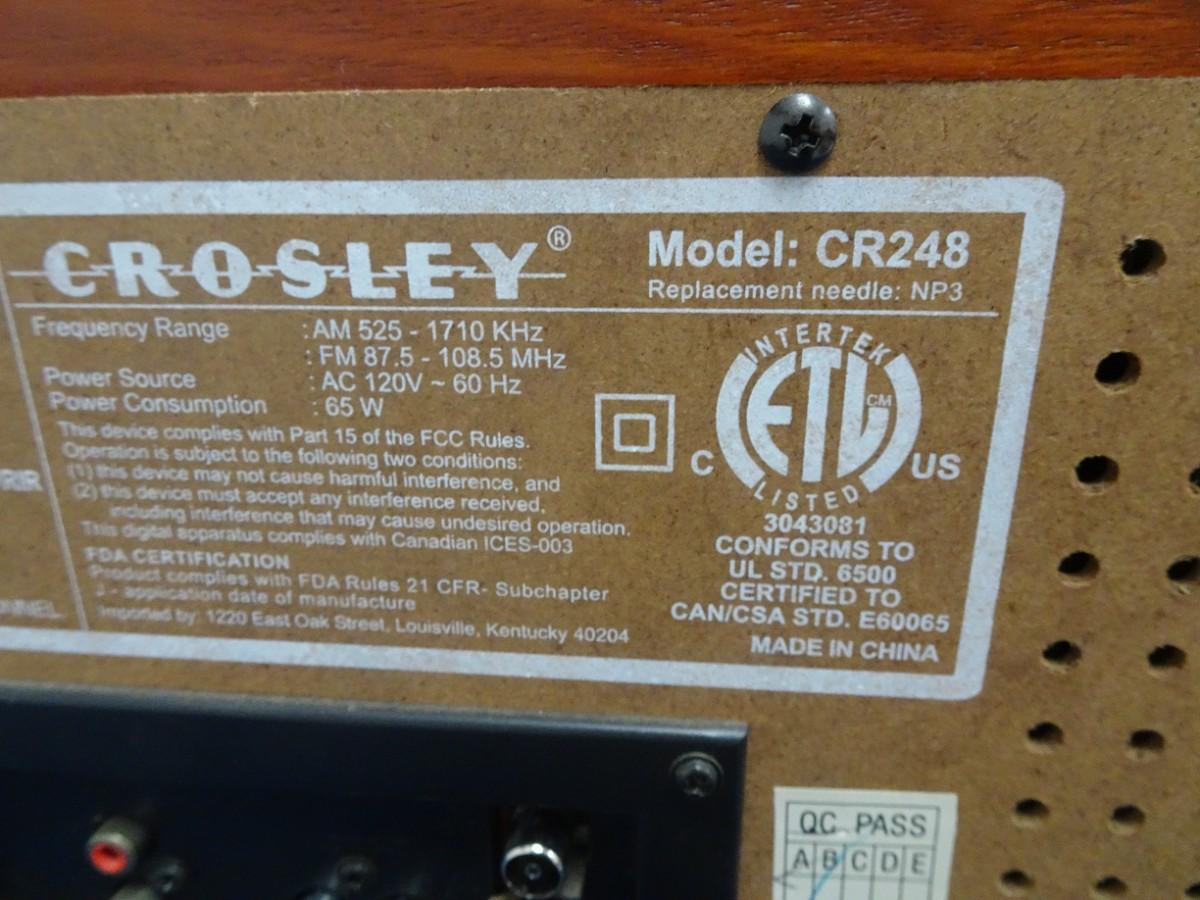 CROSLEY®
Model: CR248
Replacement needle: NP3
Frequency Range : AM 525 - 1710 KHz
: FM 87.5 - 108.5 MHz
Power Source : AC 120V ~ 60 Hz
Power Consumption : 65 W
This device complies with Part 15 of the FCC Rules.
Operation is subject to the following two conditions:
(1) this device may not cause harmful interference, and
(2) this device must accept any interference received,
including interference that may cause undesired operation.
This digital apparatus complies with Canadian ICES-003
FDA CERTIFICATION
Product complies with FDA Rules 21 CFR- Subchapter
J - application date of manufacture
Imported by: 1220 East Oak Street, Louisville, Kentucky 40204
INTERTEK
ETL CM
C US
LISTED
3043081
CONFORMS TO
UL STD. 6500
CERTIFIED TO
CAN/CSA STD. E60065
MADE IN CHINA
QC PASS
A B C D E